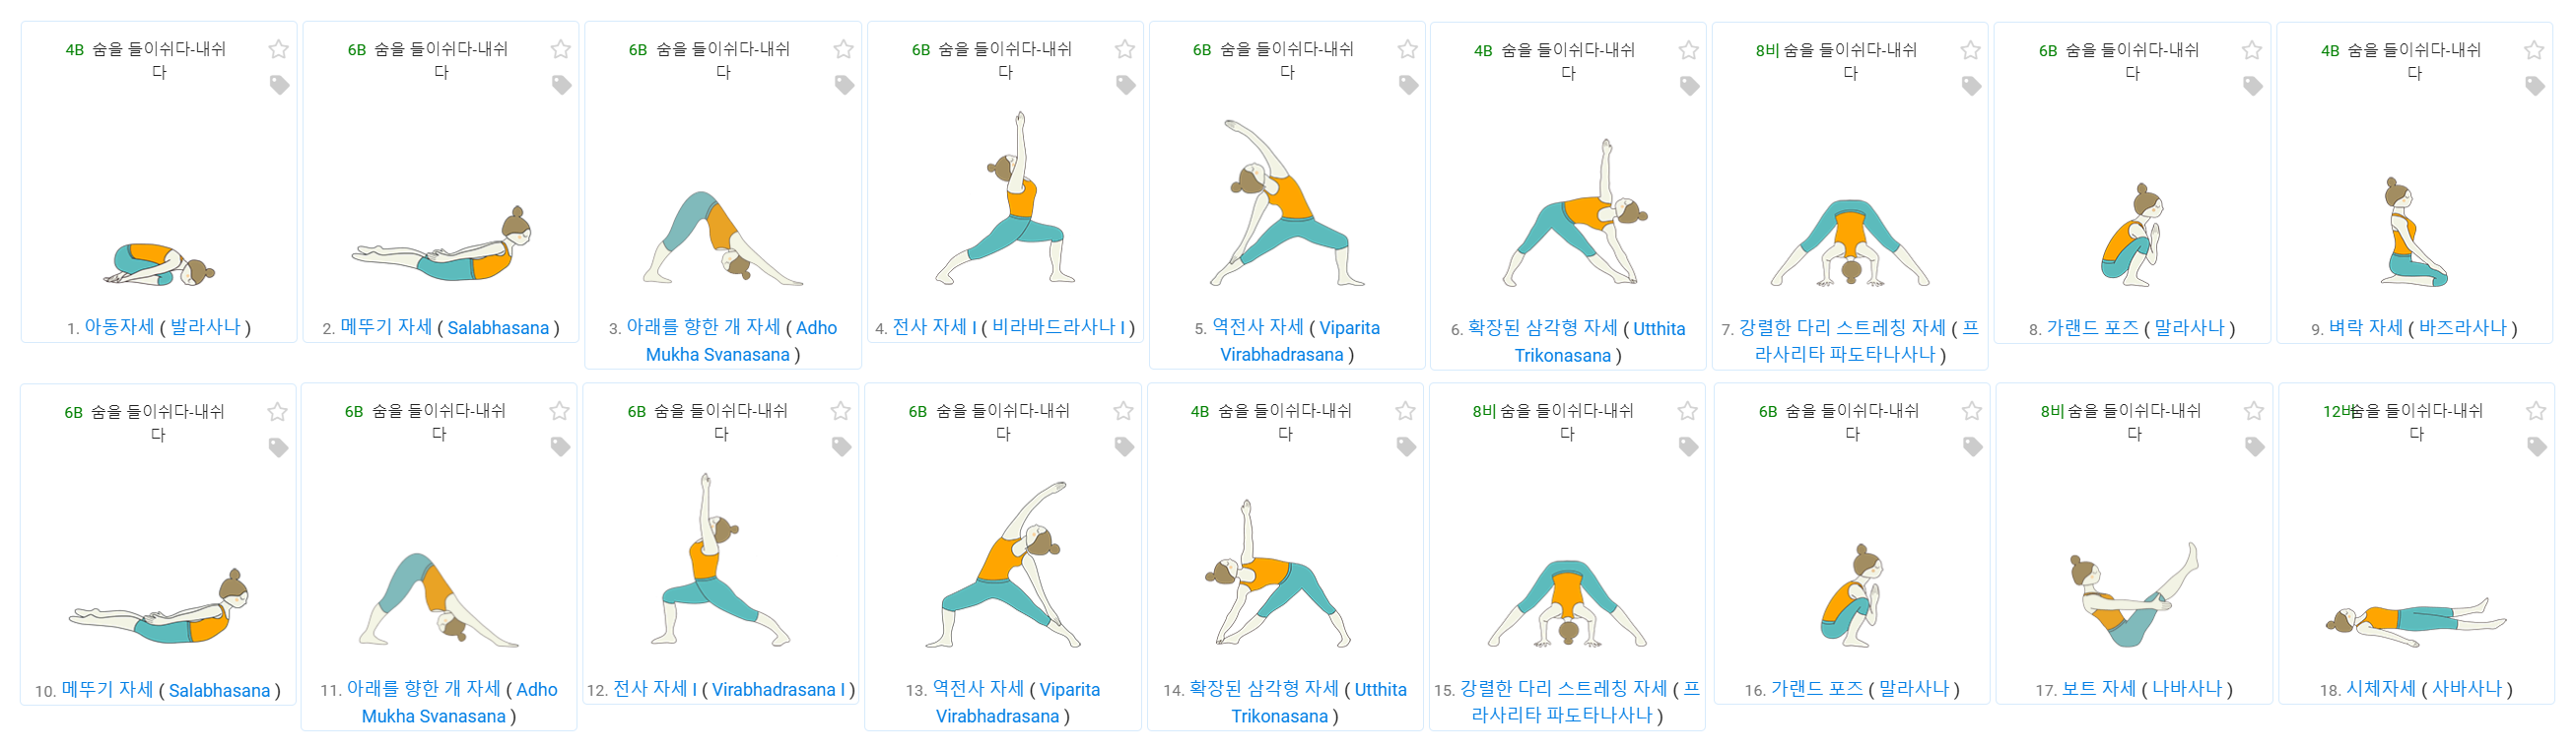 4B 숨을 들이쉬다-내쉬
다
1. 아동자세 ( 발라사나 )
6B 숨을 들이쉬다-내쉬
다
2. 메뚜기 자세 ( Salabhasana )
6B 숨을 들이쉬다-내쉬
다
3. 아래를 향한 개 자세 ( Adho
Mukha Svanasana )
6B 숨을 들이쉬다-내쉬
다
4. 전사 자세 I ( 비라바드라사나 I )
6B 숨을 들이쉬다-내쉬
다
5. 역전사 자세 ( Viparita
Virabhadrasana )
4B 숨을 들이쉬다-내쉬
다
6. 확장된 삼각형 자세 ( Utthita
Trikonasana )
8비 숨을 들이쉬다-내쉬
다
7. 강렬한 다리 스트레칭 자세 ( 프
라사리타 파도타나사나 )
6B 숨을 들이쉬다-내쉬
다
8. 가랜드 포즈 ( 말라사나 )
4B 숨을 들이쉬다-내쉬
다
9. 벼락 자세 ( 바즈라사나 )
6B 숨을 들이쉬다-내쉬
다
10. 메뚜기 자세 ( Salabhasana )
6B 숨을 들이쉬다-내쉬
다
11. 아래를 향한 개 자세 ( Adho
Mukha Svanasana )
6B 숨을 들이쉬다-내쉬
다
12. 전사 자세 I ( Virabhadrasana I )
6B 숨을 들이쉬다-내쉬
다
13. 역전사 자세 ( Viparita
Virabhadrasana )
4B 숨을 들이쉬다-내쉬
다
14. 확장된 삼각형 자세 ( Utthita
Trikonasana )
8비 숨을 들이쉬다-내쉬
다
15. 강렬한 다리 스트레칭 자세 ( 프
라사리타 파도타나사나 )
6B 숨을 들이쉬다-내쉬
다
16. 가랜드 포즈 ( 말라사나 )
8비 숨을 들이쉬다-내쉬
다
17. 보트 자세 ( 나바사나 )
12비 숨을 들이쉬다-내쉬
다
18. 시체자세 ( 사바사나 )